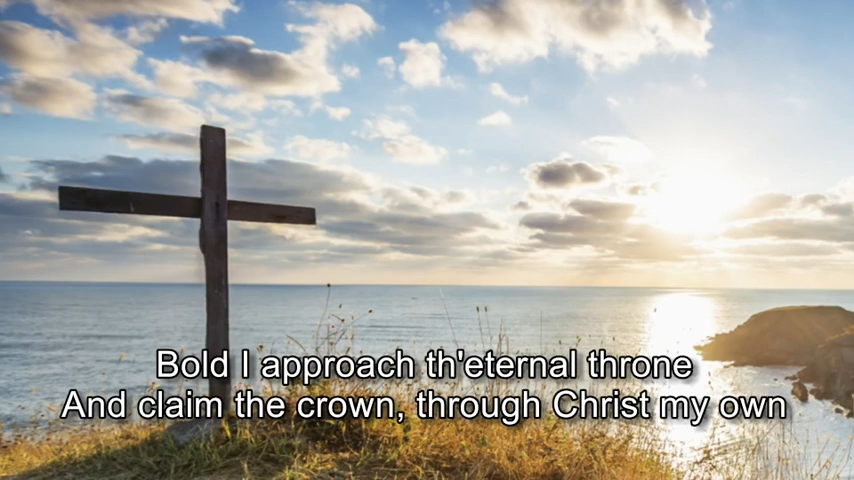 Bold I approach th'eternal throne
And claim the crown, through Christ my own